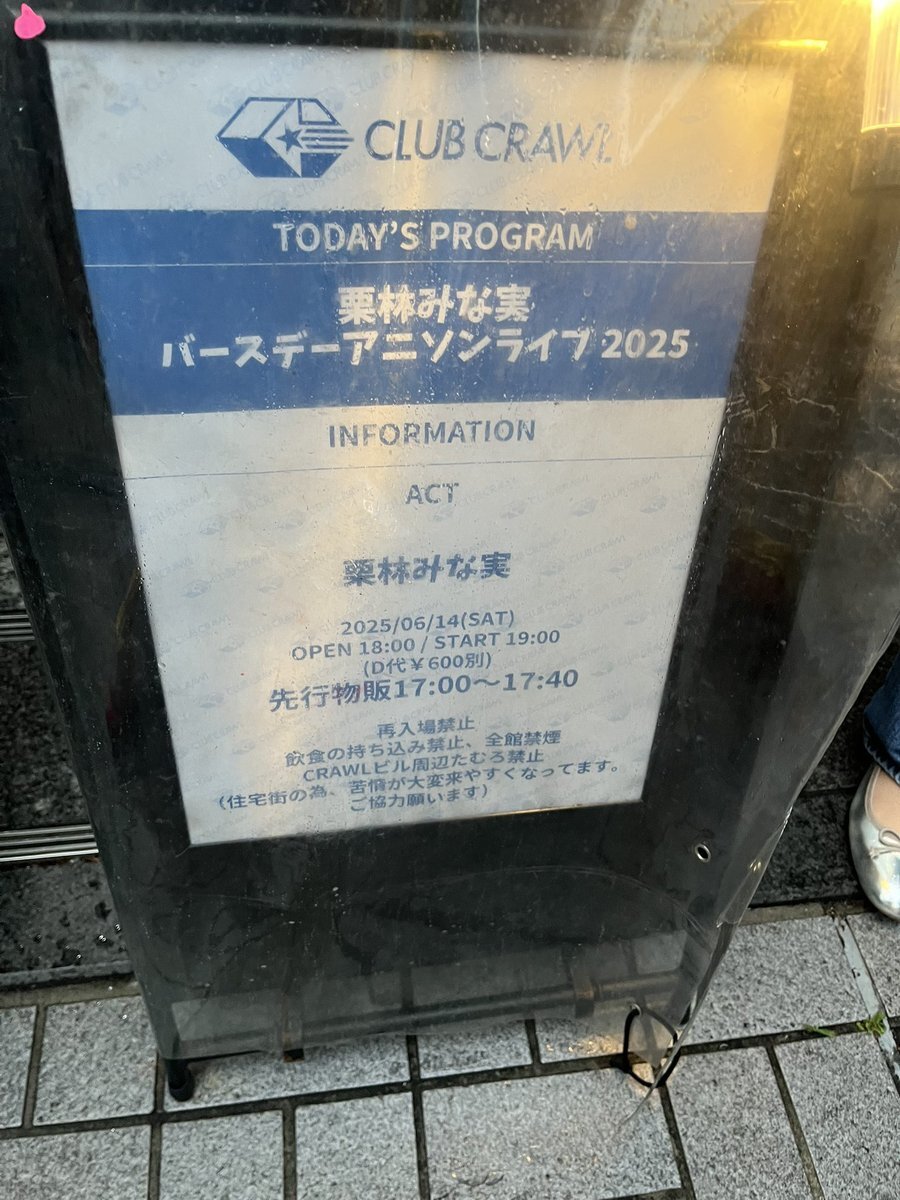 CLUB CRAWL
TODAY'S PROGRAM
栗林みな実
バースデーアニソンライブ 2025
INFORMATION
ACT
栗林みな実
2025/06/14(SAT)
OPEN 18:00 / START 19:00
(D代￥600別)
先行物販17:00〜17:40
再入場禁止
飲食の持ち込み禁止、全館禁煙
CRAWLビル周辺たむろ禁止
(住宅街の為、苦情が大変来やすくなってます。
ご協力願います)